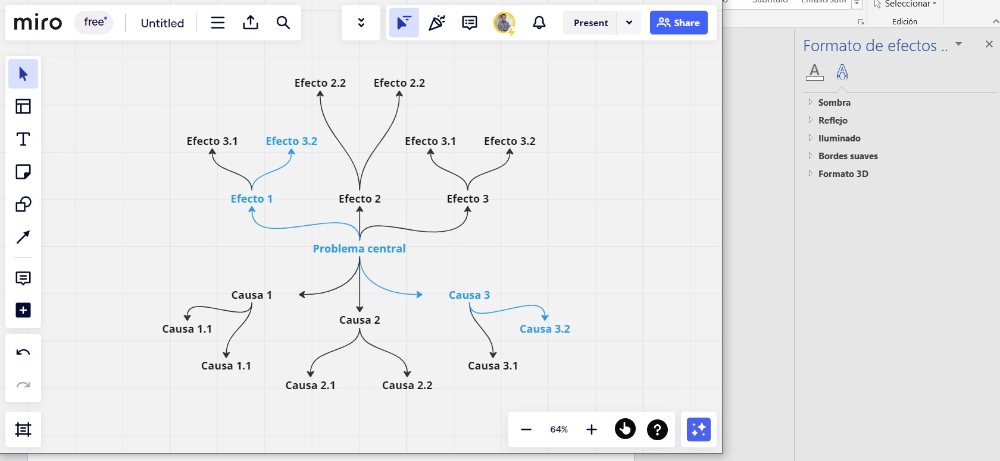 Subtítulo
Énfasis sutil
Seleccionar
Edición
miro
free
Untitled
Present
Share
Formato de efectos ..
A
A
Sombra
Reflejo
Iluminado
Bordes suaves
Formato 3D
Efecto 2.2
Efecto 2.2
Efecto 3.1
Efecto 3.2
Efecto 3.1
Efecto 3.2
Efecto 1
Efecto 2
Efecto 3
Problema central
Causa 1
Causa 3
Causa 1.1
Causa 2
Causa 3.2
Causa 1.1
Causa 3.1
Causa 2.1
Causa 2.2
64%